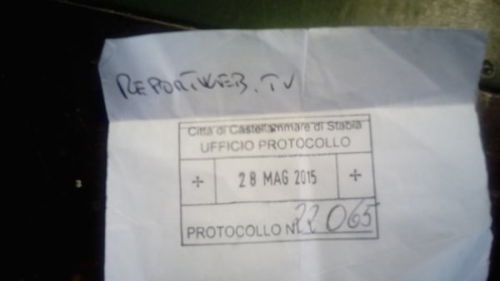 REPORTWEB.TV
Città di Castellammare di Stabia
UFFICIO PROTOCOLLO
÷ 28 MAG 2015 ÷
PROTOCOLLO N. 22065